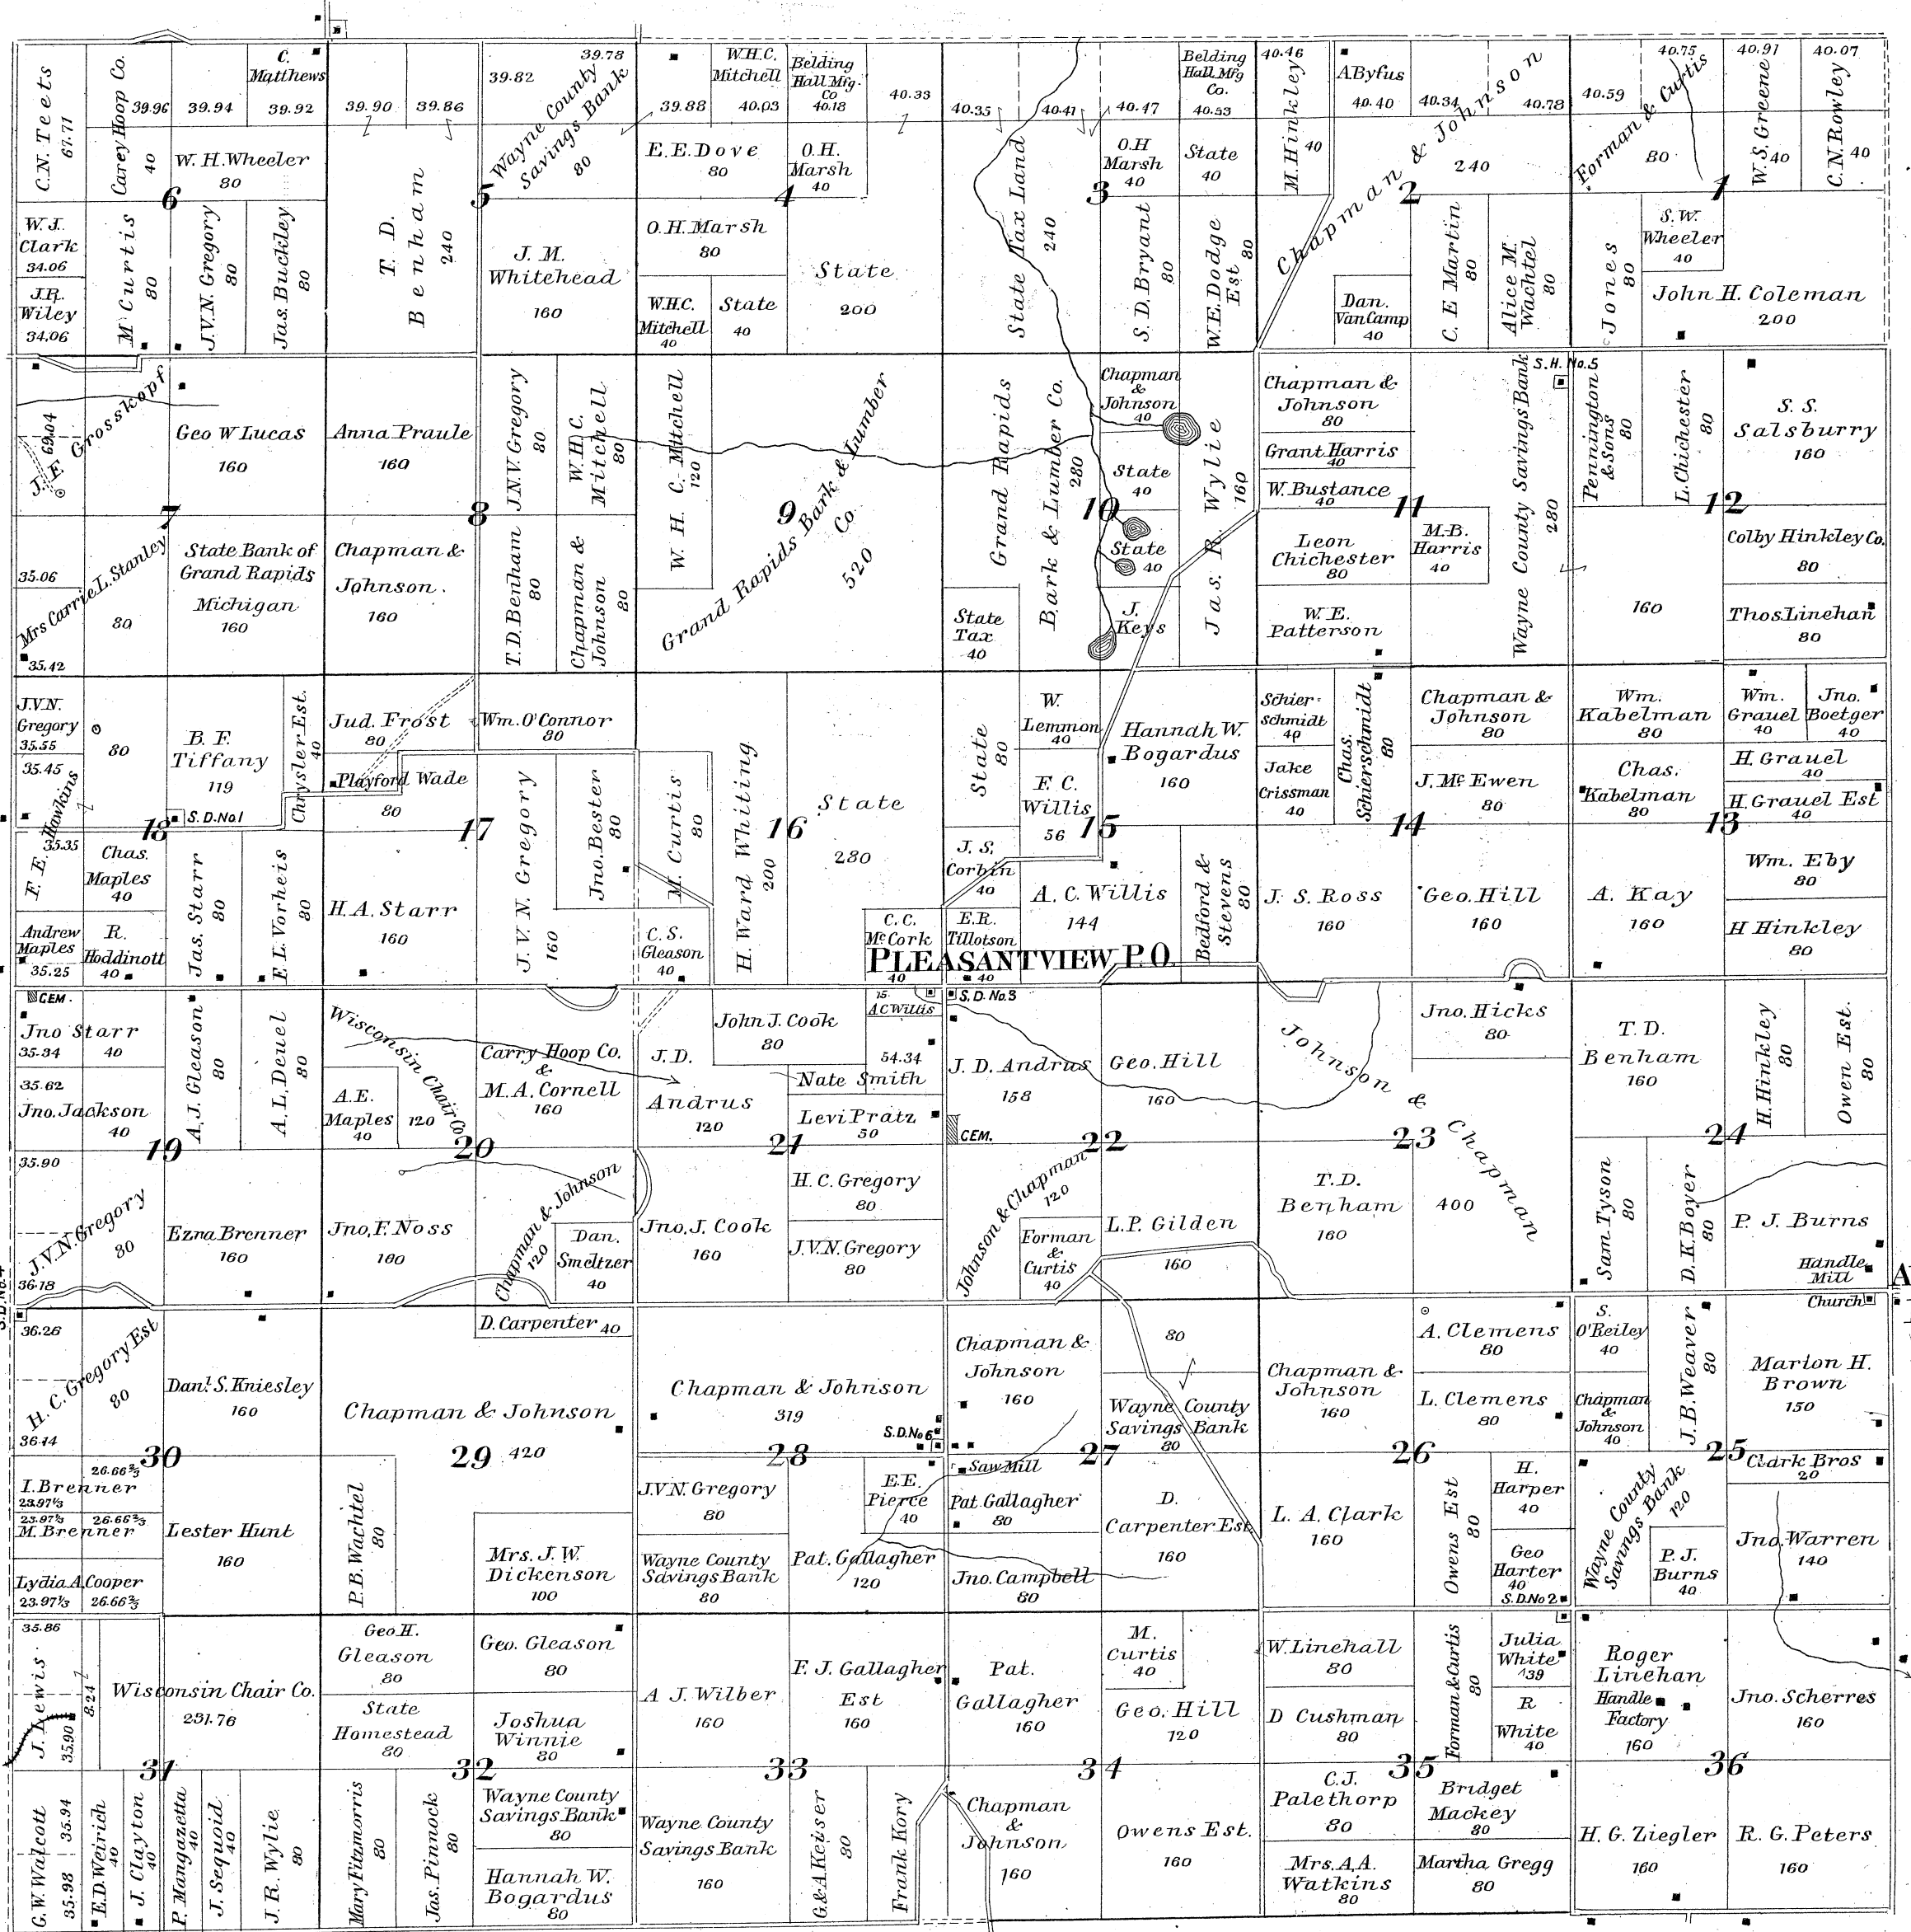 C.N. Teets
67.71
Carey Hoop Co.
40
39.96
39.94
C.
Matthews
39.92
W. H. Wheeler
80
6
W. J.
Clark
34.06
J.R.
Wiley
34.06
M Curtis
80
J.V.N. Gregory
80
Jas. Buckley
80
39.90
39.86
T. D.
Benham
240
39.82
39.78
Wayne County
Savings Bank
80
5
J. M.
Whitehead
160
39.88
W.H.C.
Mitchell
40.03
Belding
Hall Mfg.
Co
40.18
40.33
E. E. Dove
80
O. H.
Marsh
40
4
O. H. Marsh
80
W.H.C.
Mitchell
40
State
40
State
200
40.35
40.41
40.47
Belding
Hall Mfg
Co.
40.53
State Tax Land
240
O.H
Marsh
40
State
40
3
S. D. Bryant
80
W.E. Dodge
Est
80
40.46
M. Hinkley
40
A Byfus
40.40
40.34
40.78
Chapman & Johnson
240
2
Dan.
VanCamp
40
C. E Martin
80
Alice M.
Wachtel
80
40.59
40.75
Forman & Curtis
80
40.91
W.S. Greene
40
40.07
C.N. Rowley
40
1
Jones
80
S.W.
Wheeler
40
John H. Coleman
200
J. F. Grosskopf
69.04
Geo W Lucas
160
7
35.06
Mrs Carrie L. Stanley
80
35.42
State Bank of
Grand Rapids
Michigan
160
Anna Praule
160
J.N.V. Gregory
80
W.H.C.
Mitchell
80
8
Chapman &
Johnson.
160
T. D. Benham
80
Chapman &
Johnson
80
W. H. C. Mitchell
120
9
Grand Rapids Bark & Lumber
Co.
520
Grand Rapids
Bark & Lumber Co.
280
Chapman
&
Johnson
40
State
40
10
State
40
State
Tax
40
J.
Keys
Jas. R. Wylie
160
Chapman &
Johnson
80
Grant Harris
40
W. Bustance
40
11
Leon
Chichester
80
M.B.
Harris
40
W. E.
Patterson
Wayne County Savings Bank
280
S. H. No. 5
Pennington
& Sons
80
L. Chichester
80
S. S.
Salsburry
160
12
160
Colby Hinkley Co.
80
Thos. Linehan
80
J.V.N.
Gregory
35.55
35.45
80
B. F.
Tiffany
119
Chrysler Est.
40
S. D. No. 1
18
F. E. Hawkins
35.35
Chas.
Maples
40
Andrew
Maples
35.25
R.
Hoddinott
40
Jas. Starr
80
E L. Vorheis
80
Jud. Frost
80
Wm. O'Connor
80
Playford Wade
80
17
H. A. Starr
160
J. V. N. Gregory
160
Jno. Bester
80
M. Curtis
80
H. Ward Whiting
200
16
State
280
C. S.
Gleason
40
C. C.
McCork
40
State
80
W.
Lemmon
40
Hannah W.
Bogardus
160
F. C.
Willis
56
15
J. S.
Corbin
40
A. C. Willis
144
E.R.
Tillotson
40
Bedford &
Stevens
80
PLEASANTVIEW P.O.
Schier-
schmidt
40
Chas.
Schierschmidt
80
Jake
Crissman
40
Chapman &
Johnson
80
J. Mc Ewen
80
14
J. S. Ross
160
Geo. Hill
160
Wm.
Kabelman
80
Wm.
Grauel
40
Jno.
Boetger
40
Chas.
Kabelman
80
H. Grauel
40
H. Grauel Est
40
13
A. Kay
160
Wm. Eby
80
H Hinkley
80
CEM.
Jno Starr
35.34
40
35.62
Jno. Jackson
40
A.J. Gleason
80
A. L. Deuel
80
19
35.90
J.V.N. Gregory
80
36.18
Ezra Brenner
160
Wisconsin Chair Co.
120
A. E.
Maples
40
Carry Hoop Co.
&
M. A. Cornell
160
20
Jno, F. Noss
160
Chapman & Johnson
120
Dan.
Smeltzer
40
J. D.
Andrus
120
John J. Cook
80
15.
A C Willis
54.34
Nate Smith
Levi Pratz
50
21
Jno, J. Cook
160
H. C. Gregory
80
J.V.N. Gregory
80
S. D. No. 3
J. D. Andrus
158
Geo. Hill
160
CEM.
22
Johnson & Chapman
120
Forman
&
Curtis
40
L.P. Gilden
160
Johnson & Chapman
400
Jno. Hicks
80
23
T. D.
Benham
160
T. D.
Benham
160
H. Hinkley
80
Owen Est.
80
24
Sam Tyson
80
D. K. Boyer
80
P. J. Burns
Handle
Mill
A
36.26
H. C. Gregory Est
80
36.14
Danl. S. Kniesley
160
30
26.66⅔
I. Brenner
23.97⅓
23.97⅓
26.66⅔
M. Brenner
Lydia A. Cooper
23.97⅓
26.66⅔
Lester Hunt
160
D. Carpenter 40
Chapman & Johnson
29
420
P. B. Wachtel
80
Mrs. J. W.
Dickenson
100
Chapman & Johnson
319
S. D. No 6
28
J.V.N. Gregory
80
E. E.
Pierce
40
Wayne County
Savings Bank
80
Pat. Gallagher
120
Chapman &
Johnson
160
80
Wayne County
Savings Bank
80
27
Saw Mill
Pat. Gallagher
80
Jno. Campbell
80
D.
Carpenter Est
160
Chapman &
Johnson
160
A. Clemens
80
L. Clemens
80
26
L. A. Clark
160
Owens Est
80
H.
Harper
40
Geo
Harter
40
S. D. No 2
Church
S.
O'Reiley
40
Chapman
&
Johnson
40
J. B. Weaver
80
Marion H.
Brown
150
25
Wayne County
Savings Bank
120
P. J.
Burns
40
Clark Bros
20
Jno. Warren
140
35.86
J. Lewis
35.90
8.24
Wisconsin Chair Co.
231.76
31
G.W. Walcott
35.98
35.94
E.D. Weirich
40
J. Clayton
40
P. Mangazetta
40
J. Sequoid
40
J. R. Wylie
80
Geo. H.
Gleason
80
Geo. Gleason
80
State
Homestead
80
Joshua
Winnie
80
32
Mary Fitzmorris
80
Jas. Pinnock
80
Wayne County
Savings Bank
80
Hannah W.
Bogardus
80
A J. Wilber
160
F. J. Gallagher
Est
160
33
Wayne County
Savings Bank
160
G.&A. Keiser
80
Frank Kory
Pat.
Gallagher
160
M.
Curtis
40
Geo. Hill
120
34
Chapman
&
Johnson
160
Owens Est.
160
W. Linehall
80
D Cushman
80
Forman & Curtis
80
Julia
White
139
R
White
40
35
C. J.
Palethorp
80
Bridget
Mackey
80
Mrs. A. A.
Watkins
80
Martha Gregg
80
Roger
Linehan
Handle
Factory
160
Jno. Scherres
160
36
H. G. Ziegler
160
R. G. Peters
160